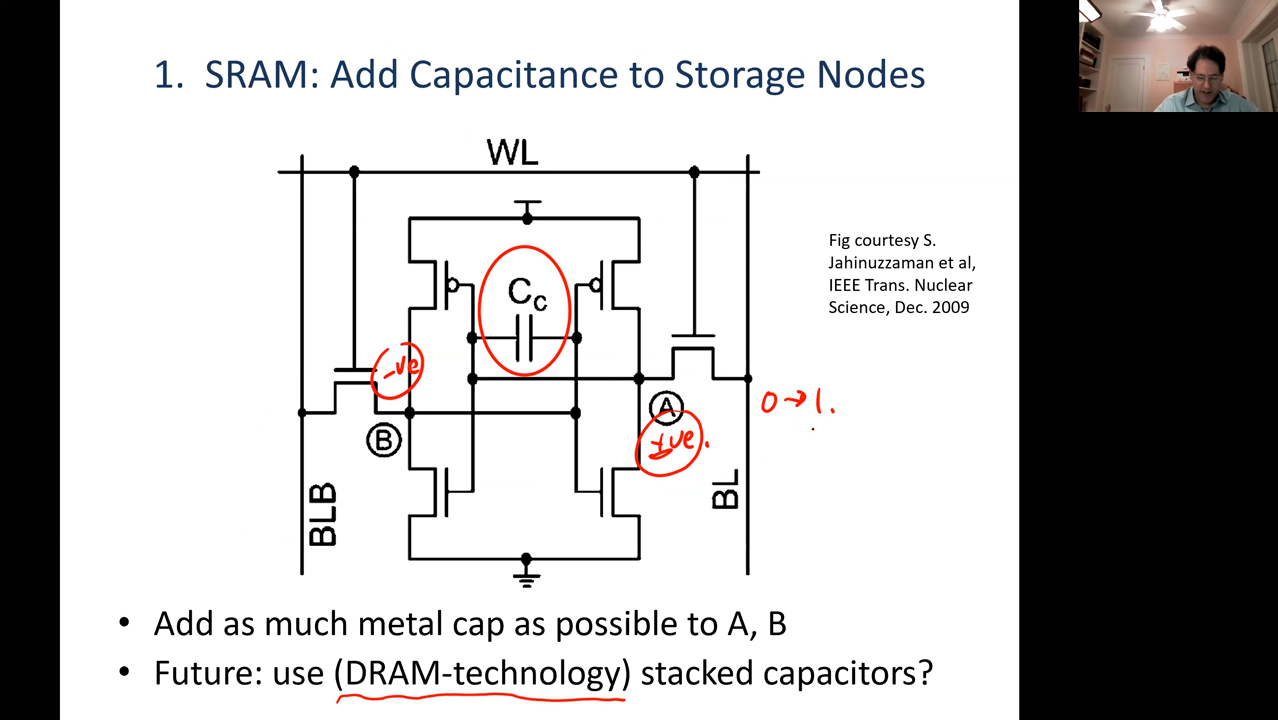 1. SRAM: Add Capacitance to Storage Nodes
WL
Fig courtesy S.
Jahinuzzaman et al,
IEEE Trans. Nuclear
Science, Dec. 2009
Cc
-ve
A
0→1.
+ve.
B
BLB
BL
• Add as much metal cap as possible to A, B
• Future: use (DRAM-technology) stacked capacitors?